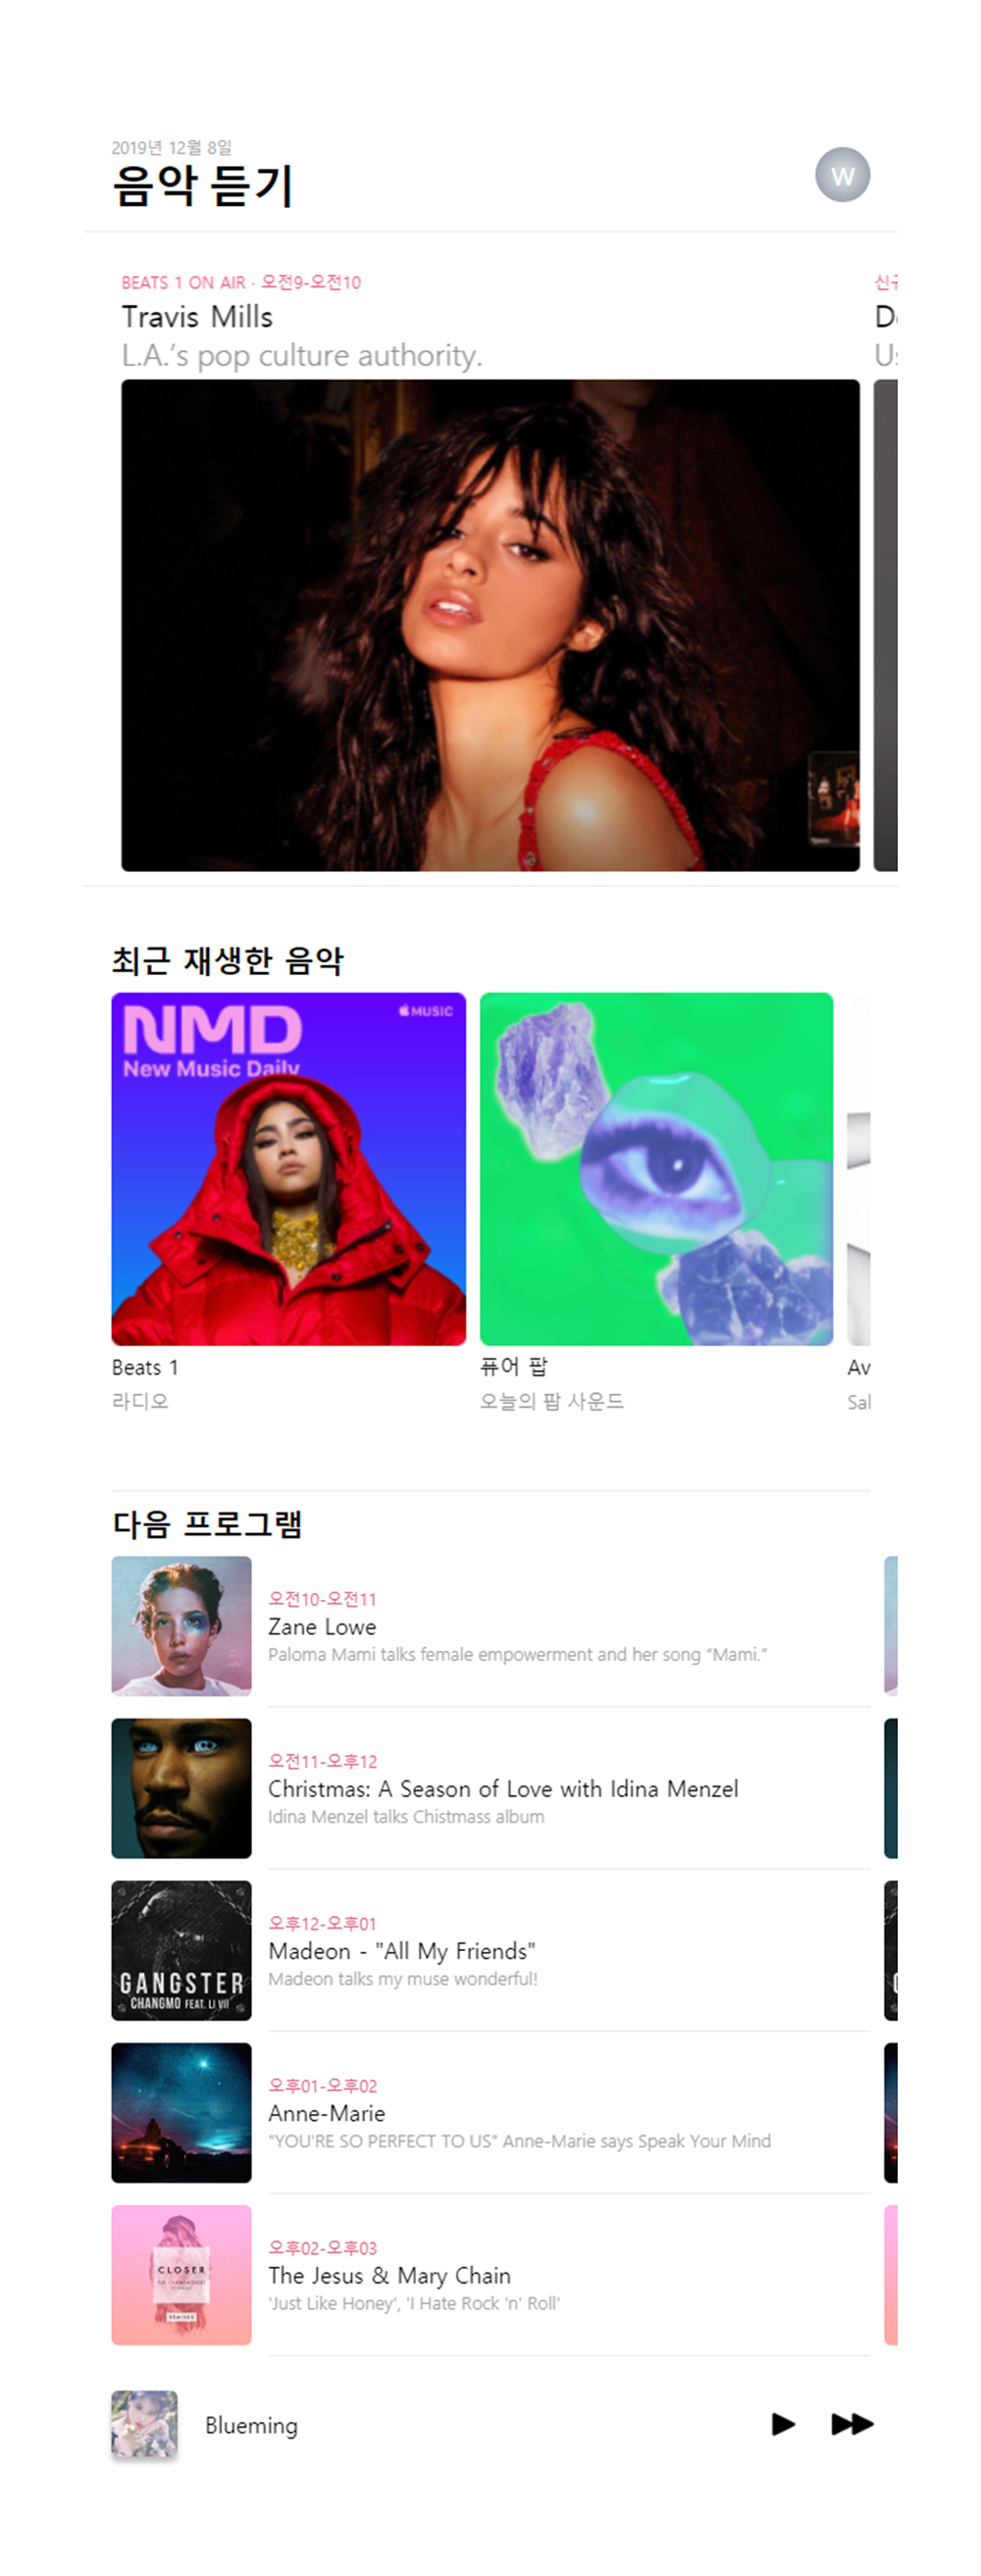 2019년 12월 8일
음악 듣기
W
BEATS 1 ON AIR · 오전9-오전10
Travis Mills
L.A.’s pop culture authority.
최근 재생한 음악
NMD
MUSIC
New Music Daily
Beats 1
라디오
퓨어 팝
오늘의 팝 사운드
Av
Sal
다음 프로그램
오전10-오전11
Zane Lowe
Paloma Mami talks female empowerment and her song “Mami.”
오전11-오후12
Christmas: A Season of Love with Idina Menzel
Idina Menzel talks Chistmass album
GANGSTER
CHANGMO FEAT. LI VII
오후12-오후01
Madeon - "All My Friends"
Madeon talks my muse wonderful!
오후01-오후02
Anne-Marie
"YOU'RE SO PERFECT TO US" Anne-Marie says Speak Your Mind
CLOSER
REMIXES
오후02-오후03
The Jesus & Mary Chain
'Just Like Honey', 'I Hate Rock 'n' Roll'
Blueming